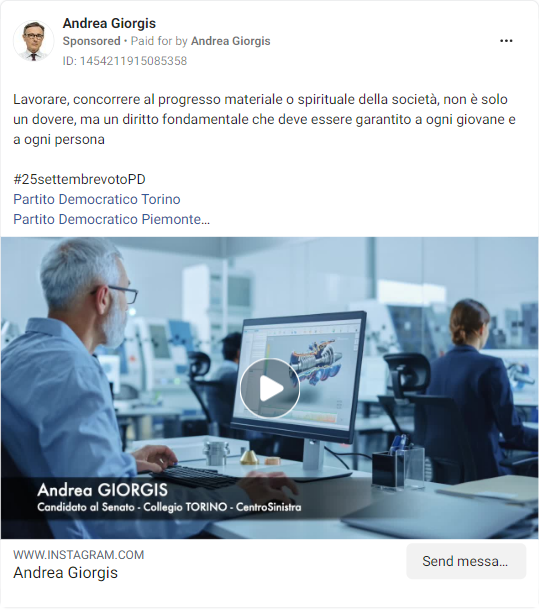 Andrea Giorgis
Sponsored • Paid for by Andrea Giorgis
ID: 1454211915085358
Lavorare, concorrere al progresso materiale o spirituale della società, non è solo
un dovere, ma un diritto fondamentale che deve essere garantito a ogni giovane e
a ogni persona
#25settembrevotoPD
Partito Democratico Torino
Partito Democratico Piemonte...
Andrea GIORGIS
Candidato al Senato - Collegio TORINO - CentroSinistra
WWW.INSTAGRAM.COM
Andrea Giorgis
Send messa...